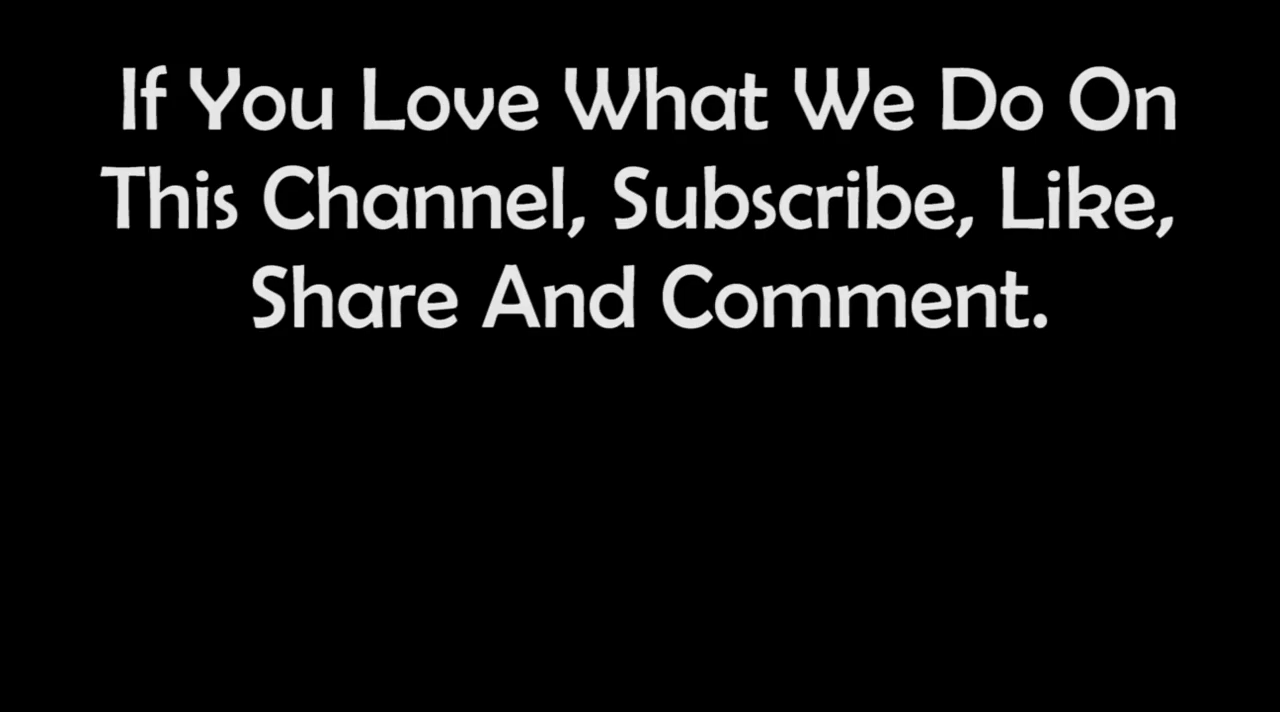 If You Love What We Do On
This Channel, Subscribe, Like,
Share And Comment.